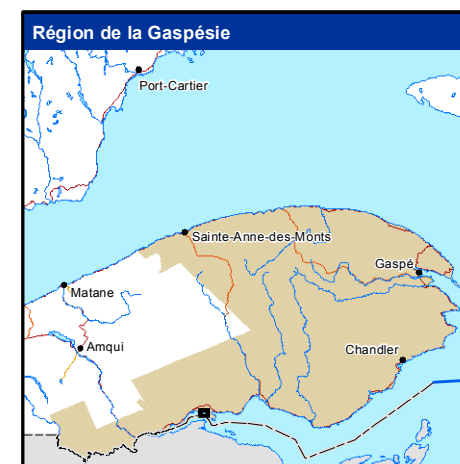 Région de la Gaspésie
Port-Cartier
Sainte-Anne-des-Monts
Gaspé
Matane
Amqui
Chandler